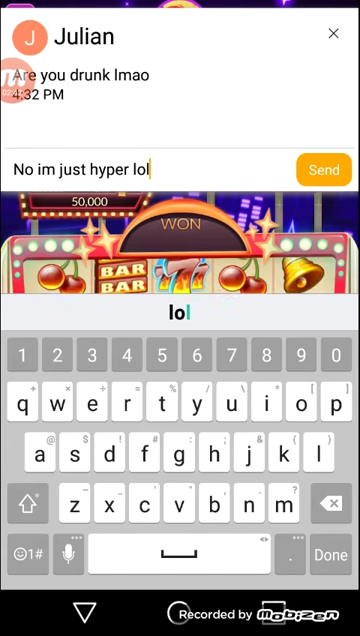 J Julian
Are you drunk lmao
4:32 PM
No im just hyper lol
Send
50,000
WON
BAR
BAR
777
lol
1 2 3 4 5 6 7 8 9 0
q w e r t y u i o p
a s d f g h j k l
z x c v b n m
1# . Done
Recorded by mobizen